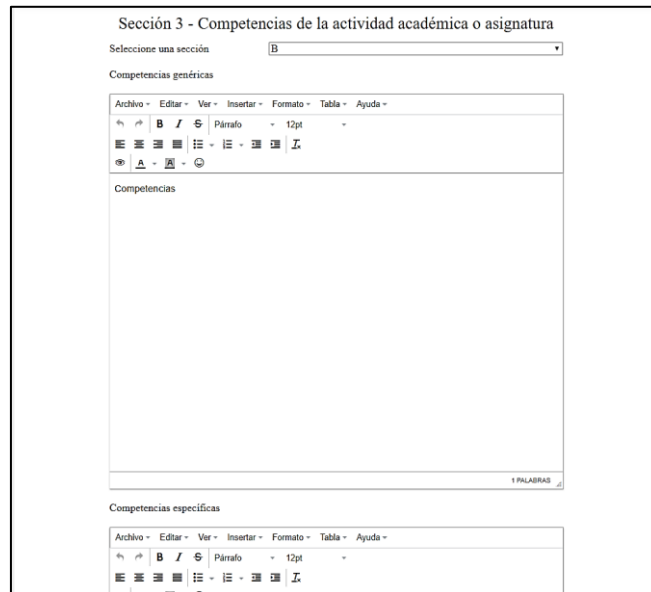 Sección 3 - Competencias de la actividad académica o asignatura
Seleccione una sección B
Competencias genéricas
Archivo Editar Ver Insertar Formato Tabla Ayuda
B I S Párrafo 12pt
A A
Competencias
1 PALABRAS
Competencias específicas
Archivo Editar Ver Insertar Formato Tabla Ayuda
B I S Párrafo 12pt